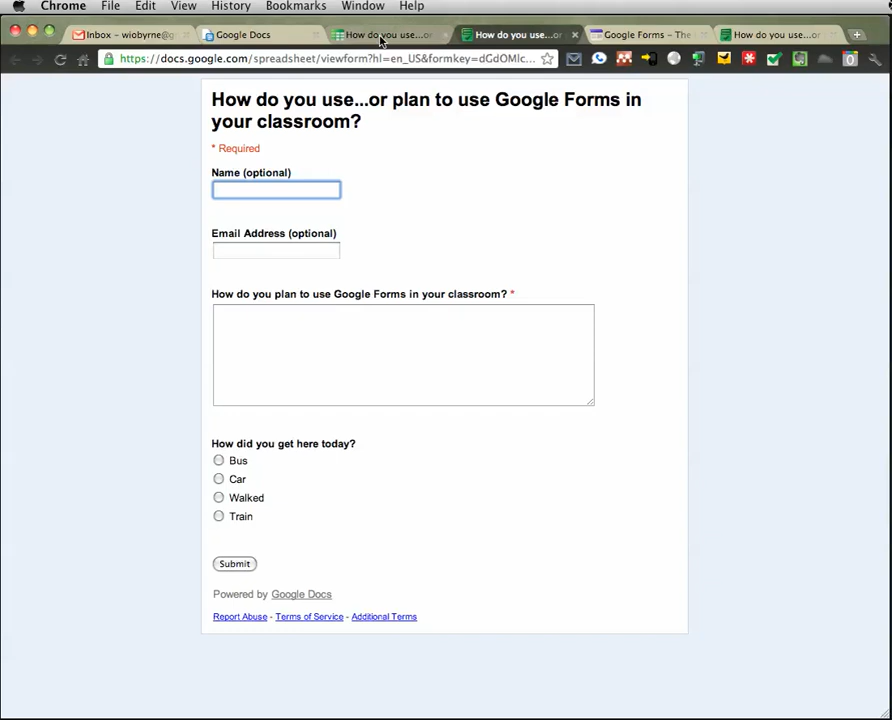 Chrome File Edit View History Bookmarks Window Help
Inbox – wiobyrne@g
Google Docs
How do you use...or
How do you use...or
Google Forms – The
How do you use...or
https://docs.google.com/spreadsheet/viewform?hl=en_US&formkey=dGdOMlc...
0
How do you use...or plan to use Google Forms in
your classroom?
* Required
Name (optional)
Email Address (optional)
How do you plan to use Google Forms in your classroom? *
How did you get here today?
Bus
Car
Walked
Train
Submit
Powered by Google Docs
Report Abuse - Terms of Service - Additional Terms